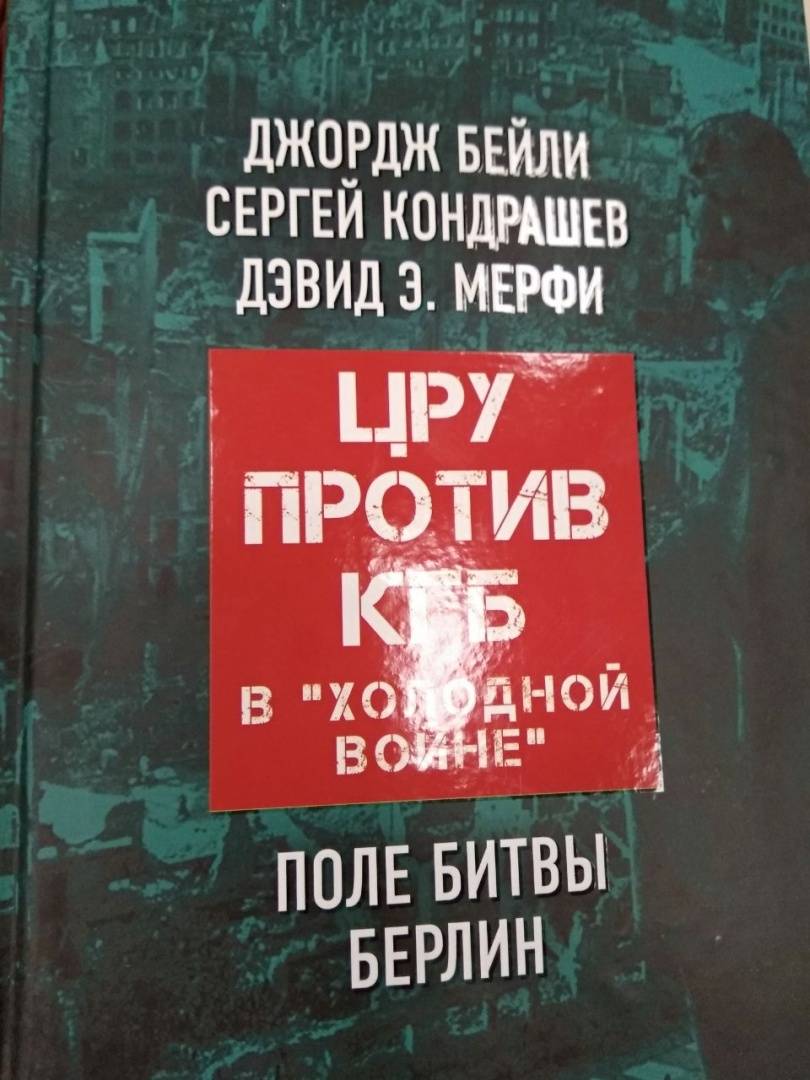 ДЖОРДЖ БЕЙЛИ
СЕРГЕЙ КОНДРАШЕВ
ДЭВИД Э. МЕРФИ
ЦРУ
ПРОТИВ
КГБ
В "ХОЛОДНОЙ
ВОЙНЕ"
ПОЛЕ БИТВЫ
БЕРЛИН